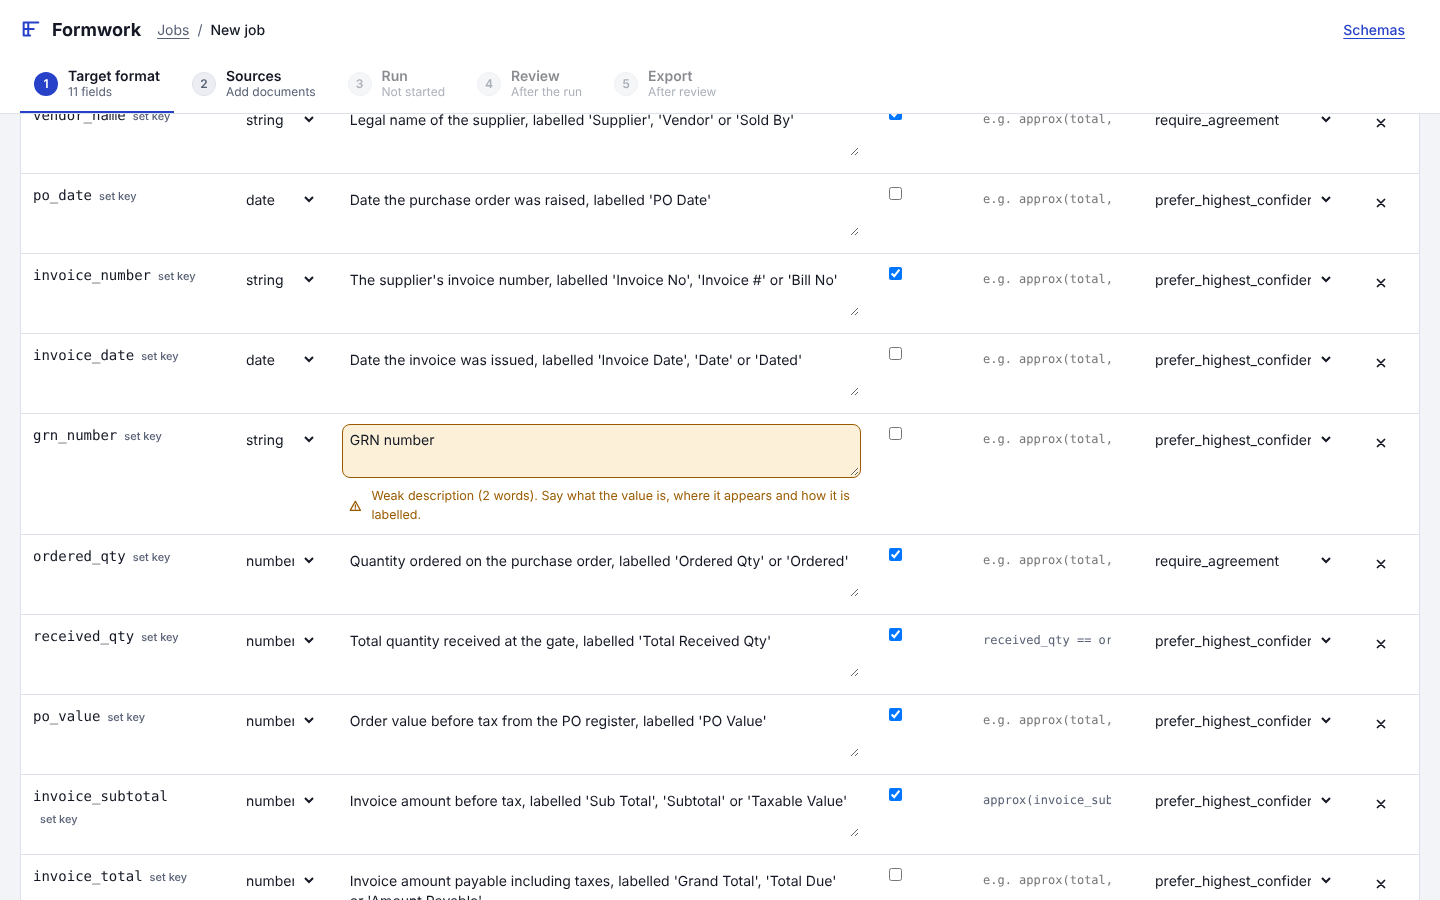 Formwork Jobs / New job Schemas
1 Target format 11 fields
2 Sources Add documents
3 Run Not started
4 Review After the run
5 Export After review
vendor_name set key string Legal name of the supplier, labelled 'Supplier', 'Vendor' or 'Sold By' e.g. approx(total, require_agreement
po_date set key date Date the purchase order was raised, labelled 'PO Date' e.g. approx(total, prefer_highest_confider
invoice_number set key string The supplier's invoice number, labelled 'Invoice No', 'Invoice #' or 'Bill No' e.g. approx(total, prefer_highest_confider
invoice_date set key date Date the invoice was issued, labelled 'Invoice Date', 'Date' or 'Dated' e.g. approx(total, prefer_highest_confider
grn_number set key string GRN number e.g. approx(total, prefer_highest_confider
Weak description (2 words). Say what the value is, where it appears and how it is
labelled.
ordered_qty set key number Quantity ordered on the purchase order, labelled 'Ordered Qty' or 'Ordered' e.g. approx(total, require_agreement
received_qty set key number Total quantity received at the gate, labelled 'Total Received Qty' received_qty == or prefer_highest_confider
po_value set key number Order value before tax from the PO register, labelled 'PO Value' e.g. approx(total, prefer_highest_confider
invoice_subtotal number Invoice amount before tax, labelled 'Sub Total', 'Subtotal' or 'Taxable Value' approx(invoice_sub prefer_highest_confider
set key
invoice_total set key number Invoice amount payable including taxes, labelled 'Grand Total', 'Total Due' e.g. approx(total, prefer_highest_confider
or 'Amount Payable'